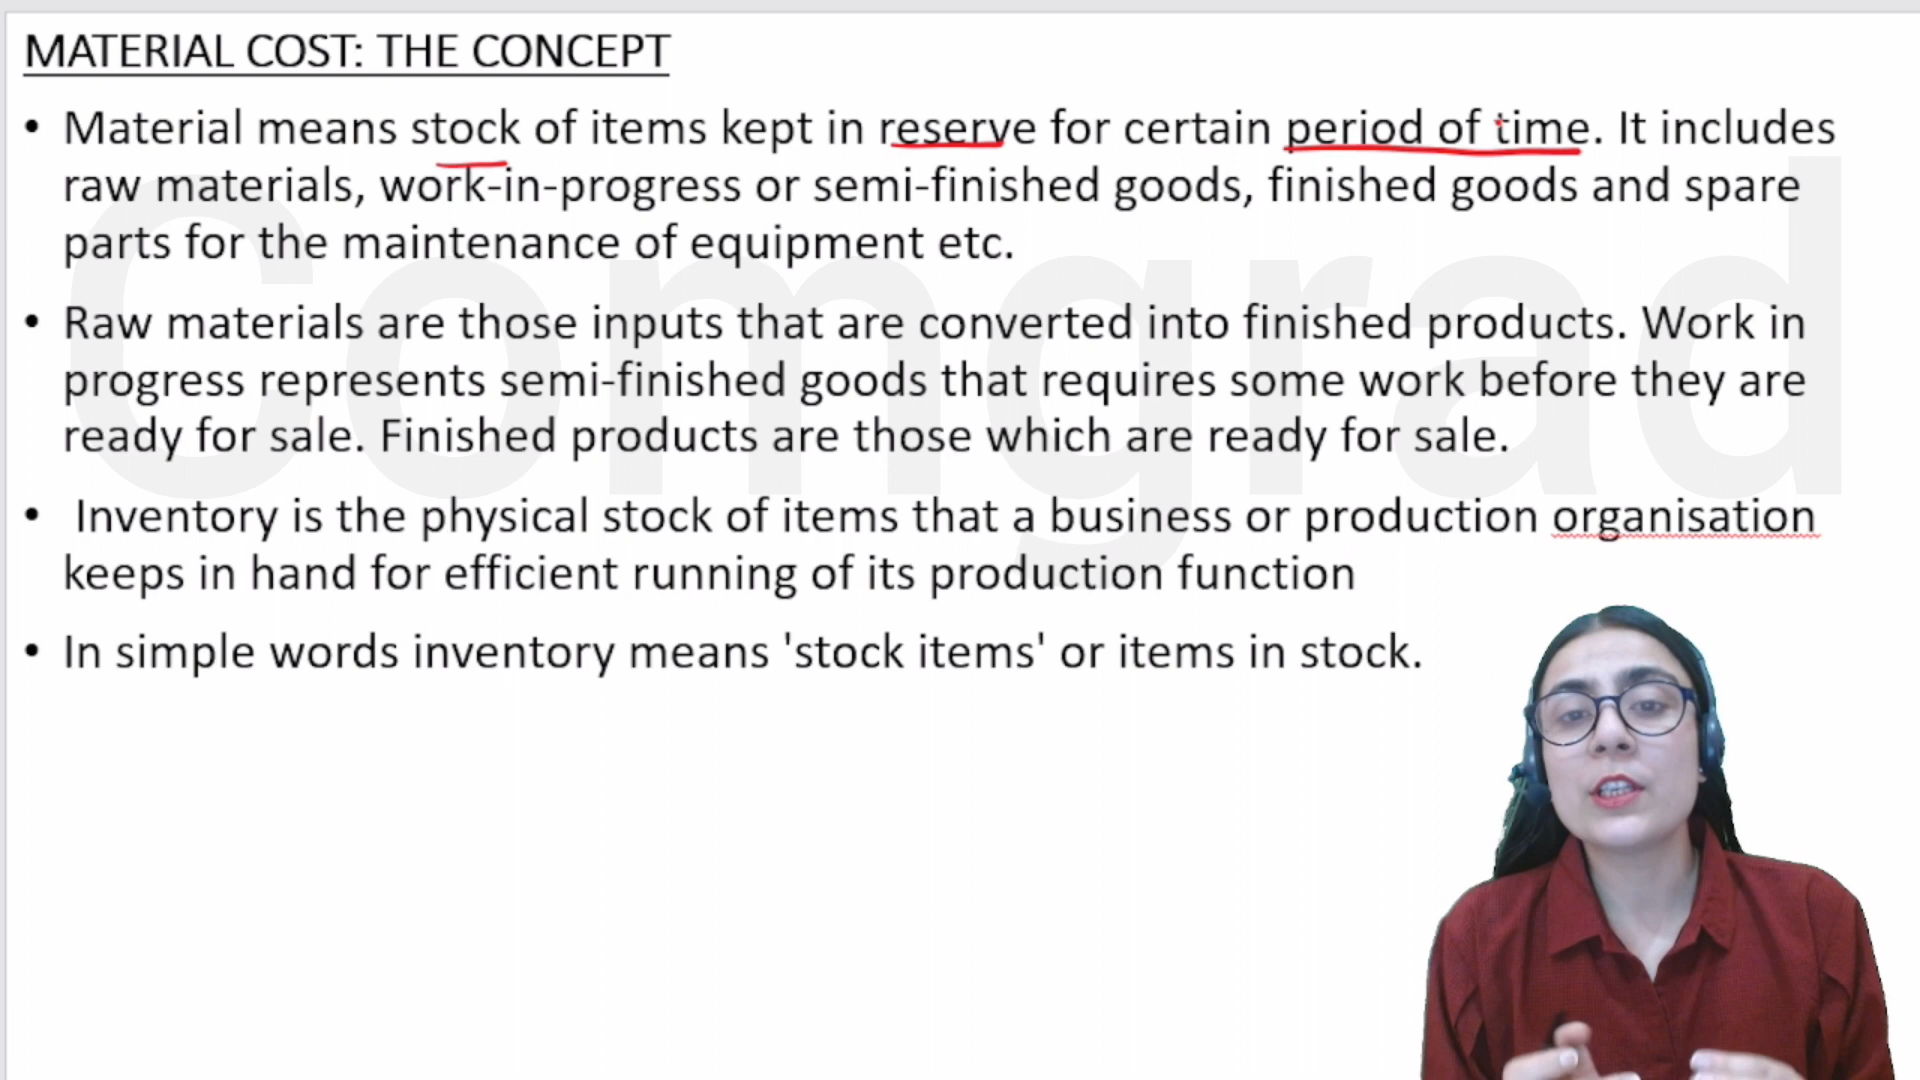 MATERIAL COST: THE CONCEPT
• Material means stock of items kept in reserve for certain period of time. It includes
raw materials, work-in-progress or semi-finished goods, finished goods and spare
parts for the maintenance of equipment etc.
• Raw materials are those inputs that are converted into finished products. Work in
progress represents semi-finished goods that requires some work before they are
ready for sale. Finished products are those which are ready for sale.
• Inventory is the physical stock of items that a business or production organisation
keeps in hand for efficient running of its production function
• In simple words inventory means 'stock items' or items in stock.
Comgrad